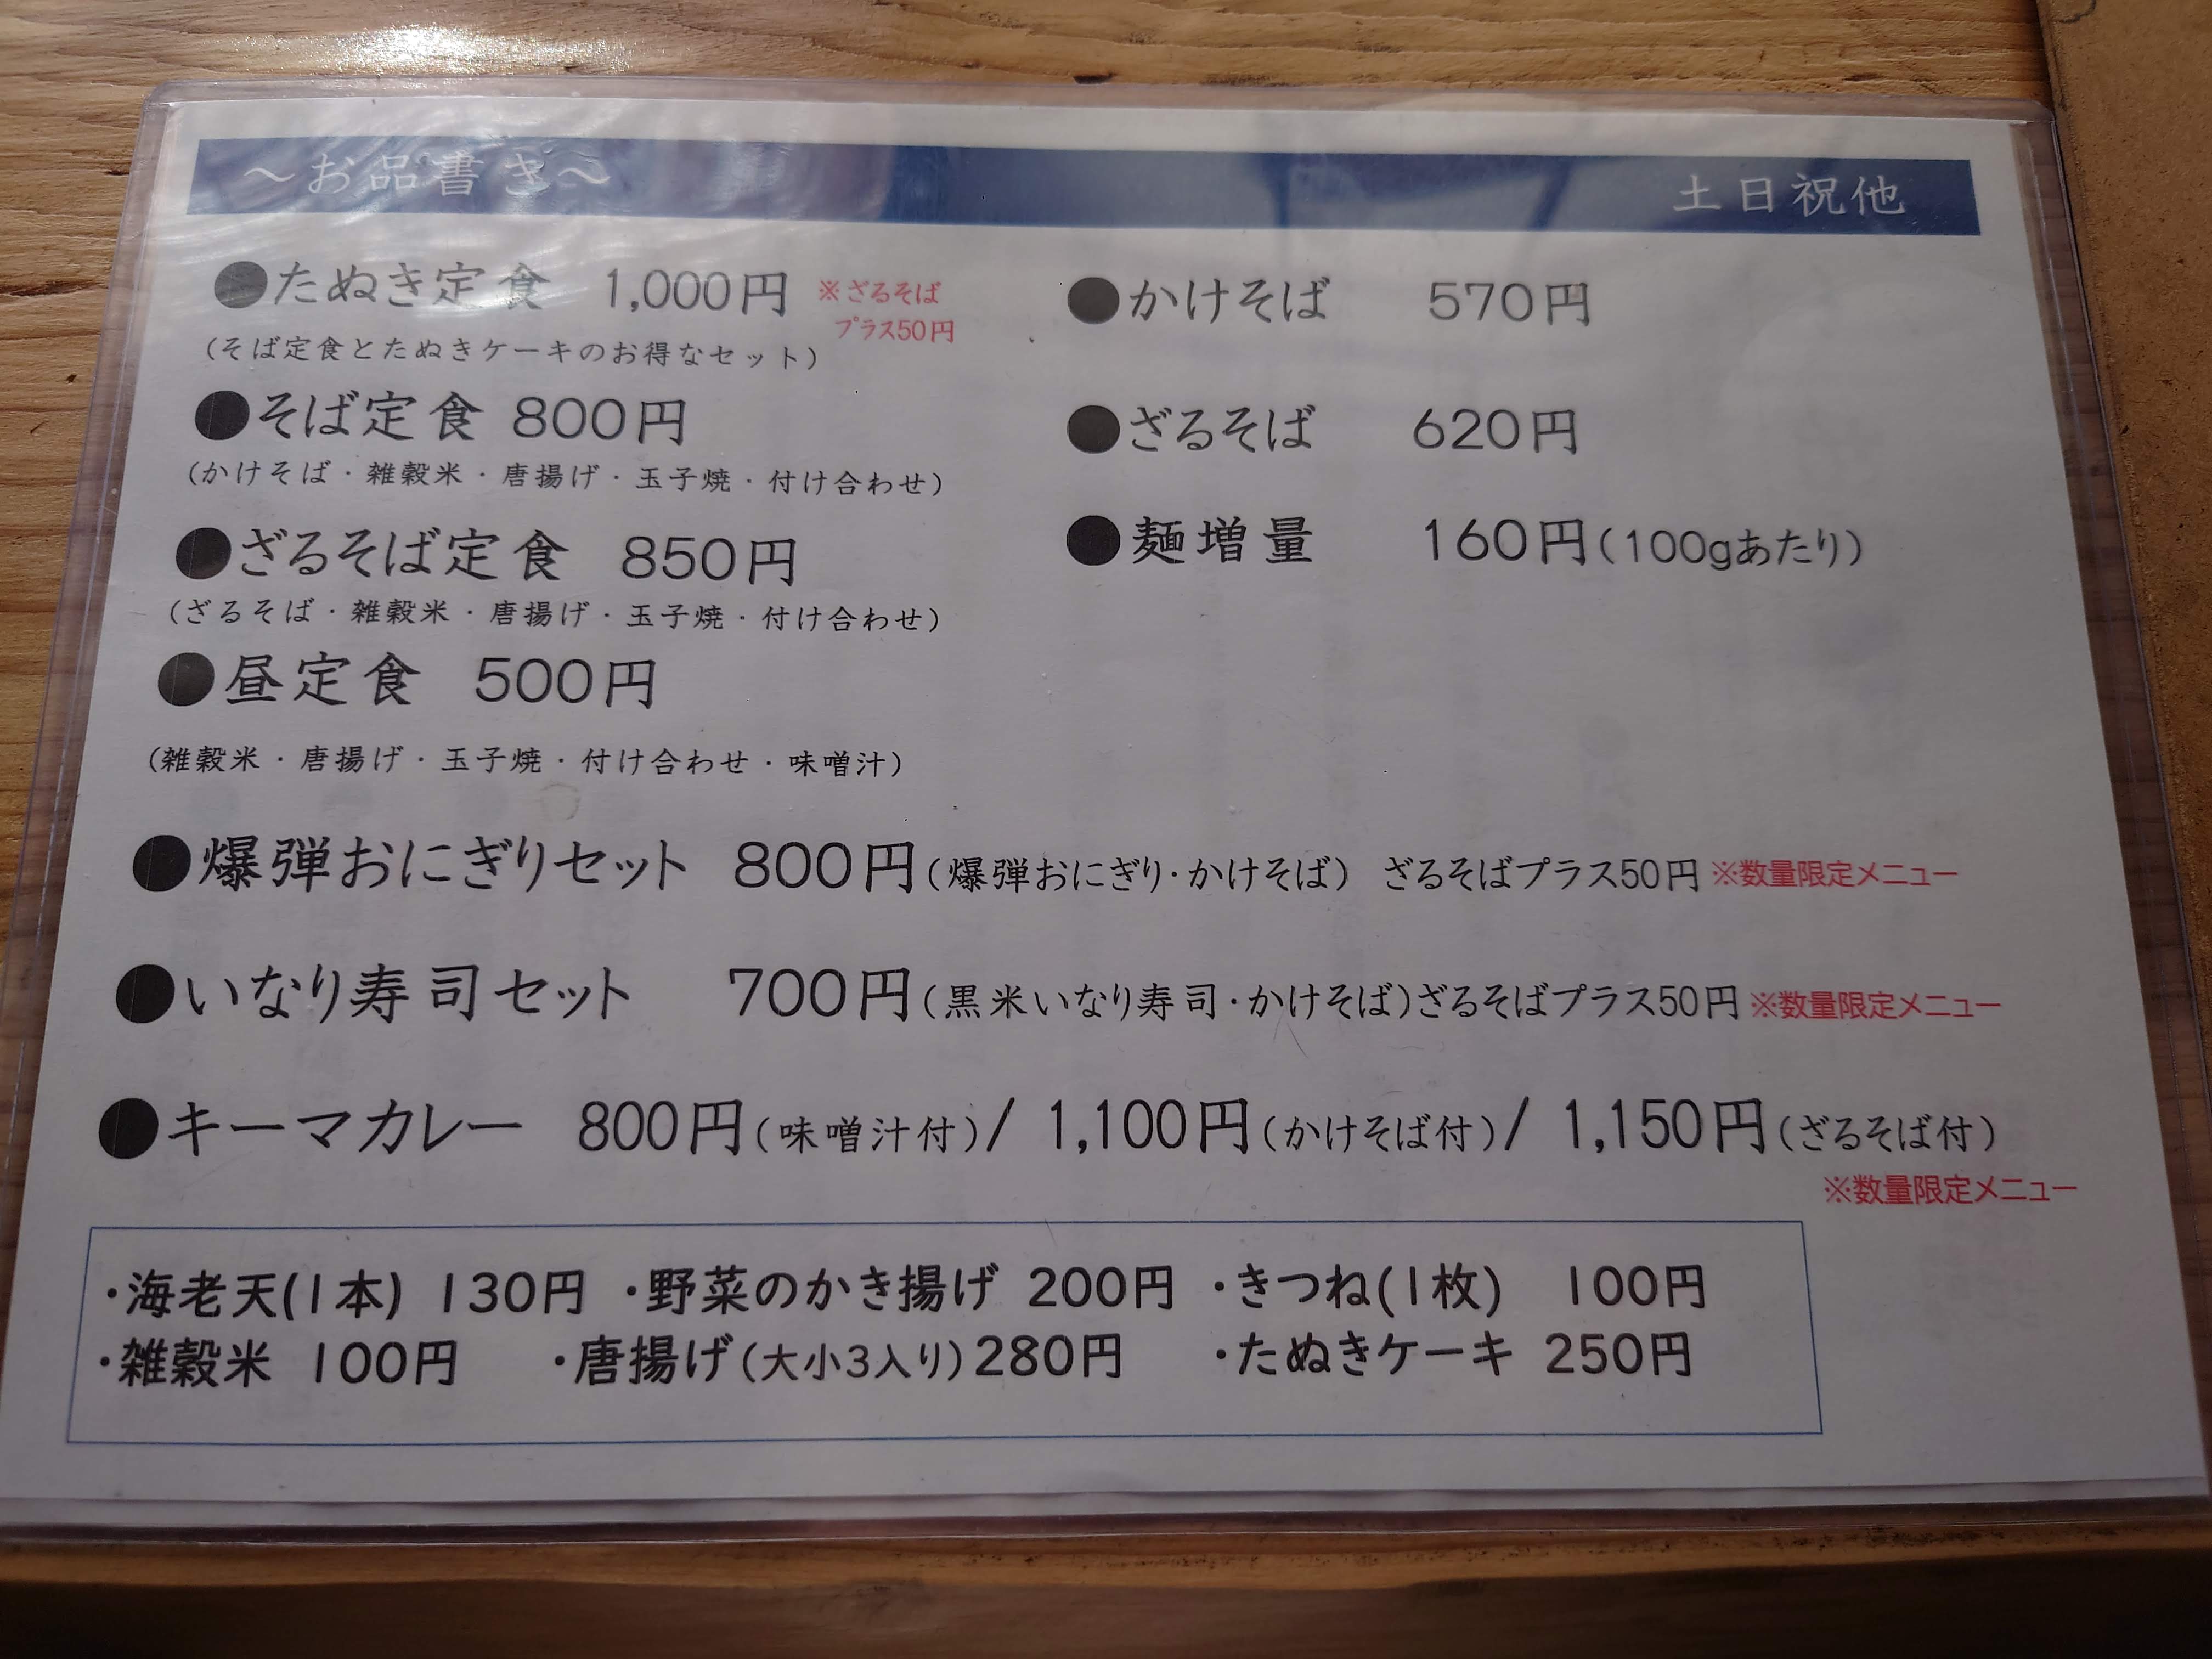 ～お品書き～ 土日祝他
●たぬき定食 1,000円 ※ざるそば
プラス50円
(そば定食とたぬきケーキのお得なセット)
●そば定食 800円
(かけそば・雑穀米・唐揚げ・玉子焼・付け合わせ)
●ざるそば定食 850円
(ざるそば・雑穀米・唐揚げ・玉子焼・付け合わせ)
●昼定食 500円
(雑穀米・唐揚げ・玉子焼・付け合わせ・味噌汁)
●かけそば 570円
●ざるそば 620円
●麺増量 160円(100gあたり)
●爆弾おにぎりセット 800円(爆弾おにぎり・かけそば) ざるそばプラス50円 ※数量限定メニュー
●いなり寿司セット 700円(黒米いなり寿司・かけそば)ざるそばプラス50円 ※数量限定メニュー
●キーマカレー 800円(味噌汁付)/ 1,100円(かけそば付)/ 1,150円(ざるそば付)
※数量限定メニュー
・海老天(1本) 130円 ・野菜のかき揚げ 200円 ・きつね(1枚) 100円
・雑穀米 100円 ・唐揚げ(大小3入り)280円 ・たぬきケーキ 250円